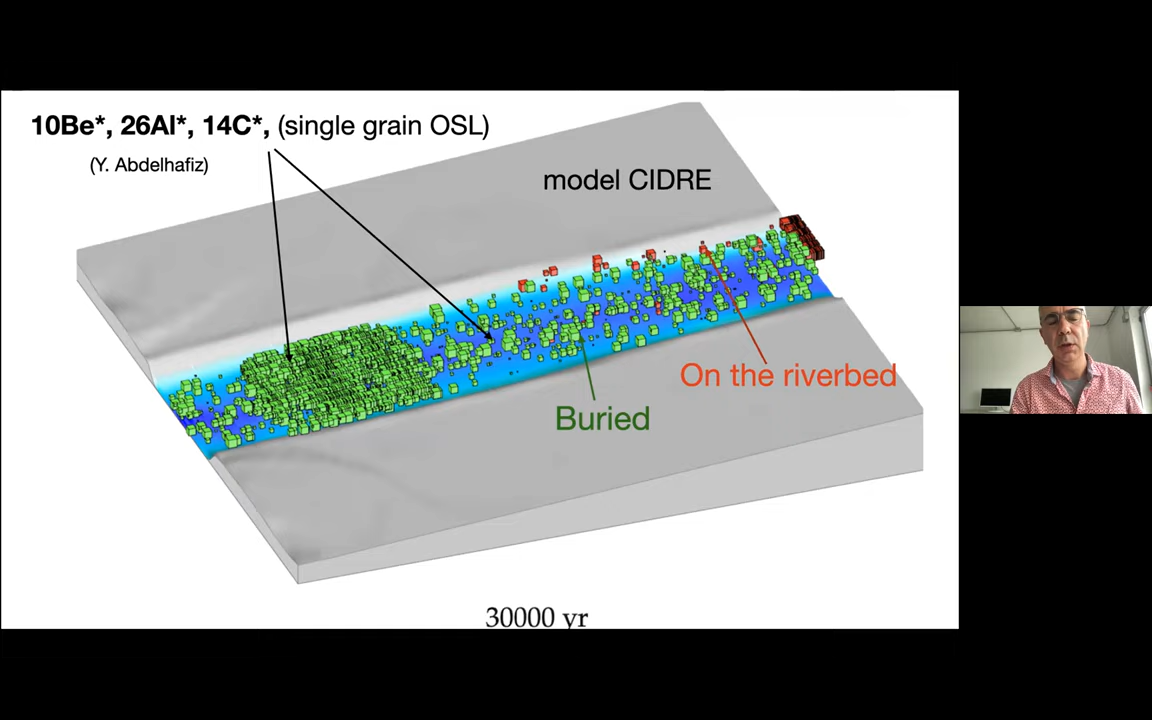 10Be*, 26Al*, 14C*, (single grain OSL)
(Y. Abdelhafiz)
model CIDRE
On the riverbed
Buried
30000 yr